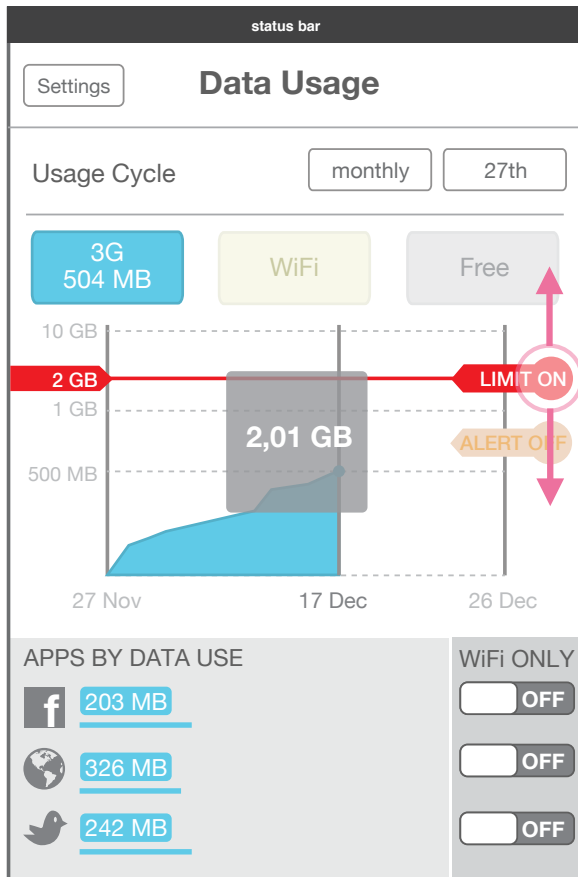 status bar
Settings
Data Usage
Usage Cycle
monthly
27th
3G
504 MB
WiFi
Free
10 GB
2 GB
LIMIT ON
1 GB
2,01 GB
ALERT OFF
500 MB
27 Nov
17 Dec
26 Dec
APPS BY DATA USE
WiFi ONLY
f
203 MB
OFF
326 MB
OFF
242 MB
OFF